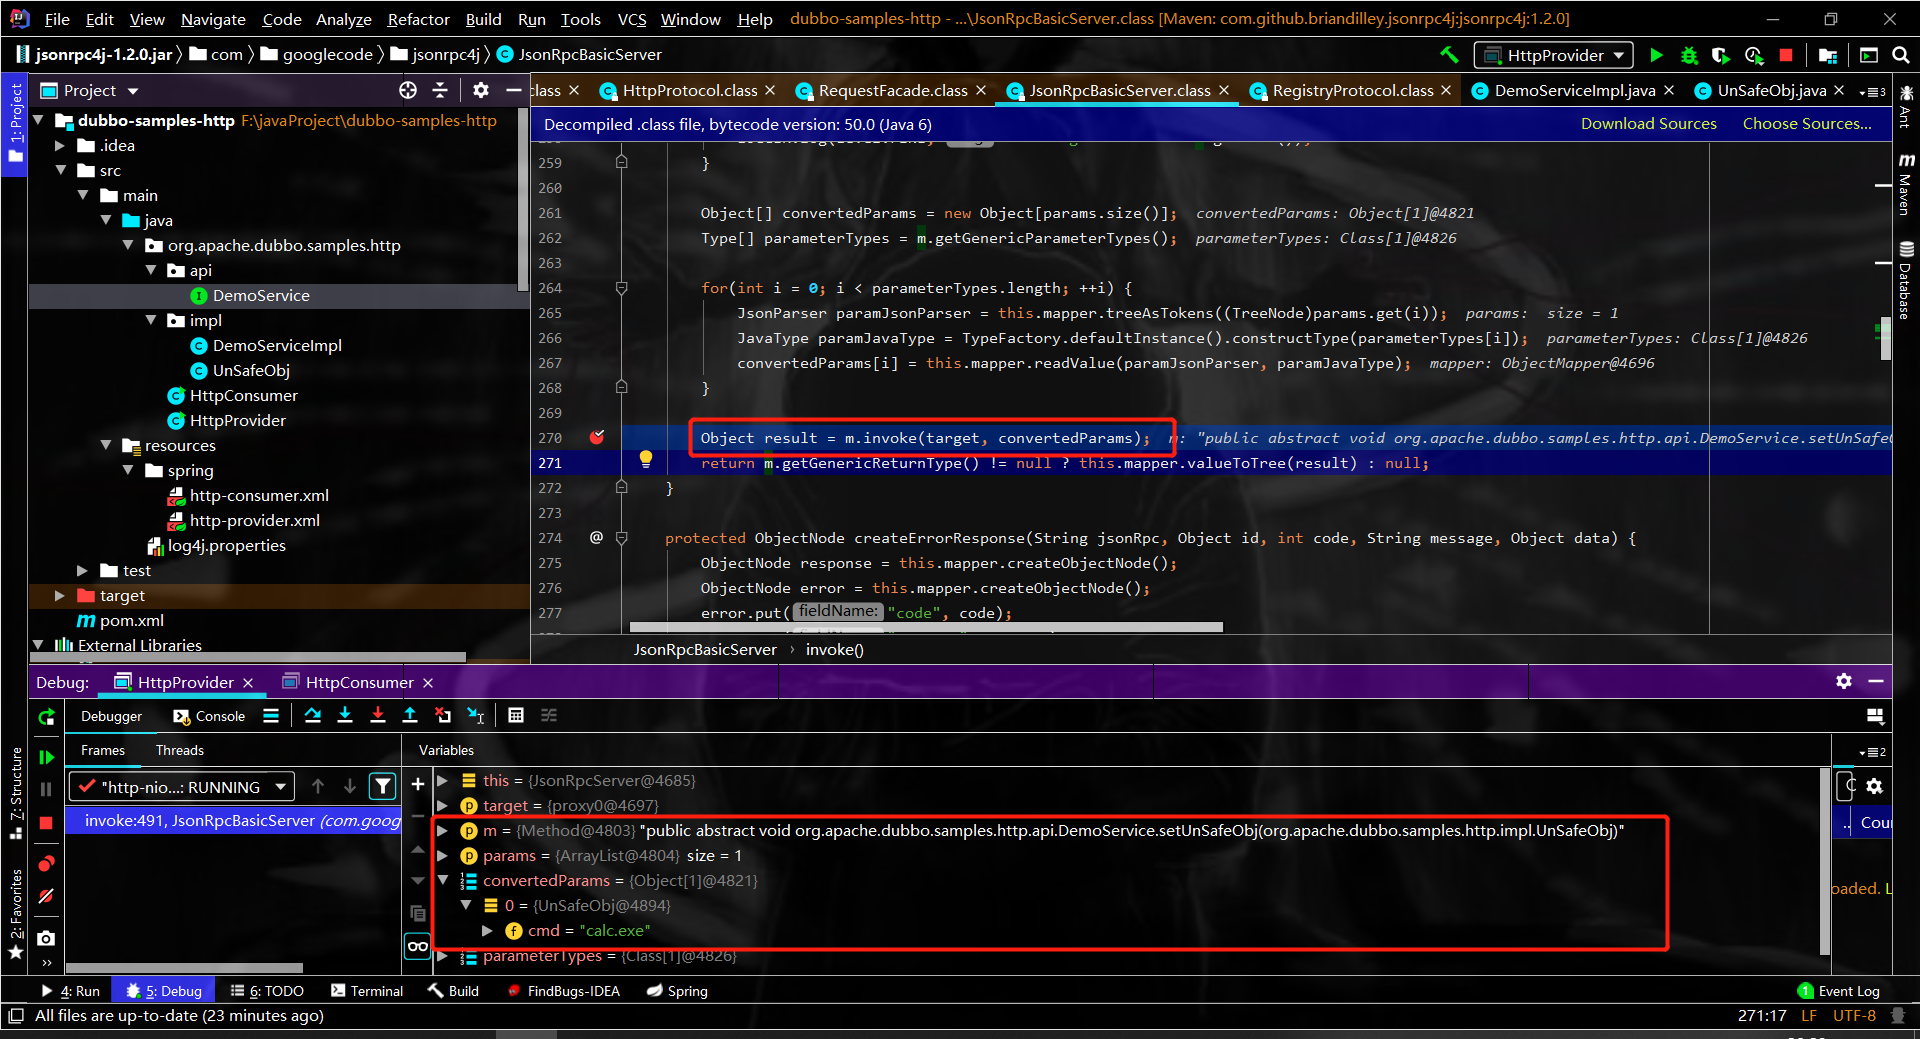 File Edit View Navigate Code Analyze Refactor Build Run Tools VCS Window Help dubbo-samples-http - ...\JsonRpcBasicServer.class [Maven: com.github.briandilley.jsonrpc4j:jsonrpc4j:1.2.0]
jsonrpc4j-1.2.0.jar com googlecode jsonrpc4j JsonRpcBasicServer HttpProvider
1: Project
Project
class HttpProtocol.class RequestFacade.class JsonRpcBasicServer.class RegistryProtocol.class DemoServiceImpl.java UnSafeObj.java 3
Ant
Maven
Database
dubbo-samples-http F:\javaProject\dubbo-samples-http
.idea
src
main
java
org.apache.dubbo.samples.http
api
DemoService
impl
DemoServiceImpl
UnSafeObj
HttpConsumer
HttpProvider
resources
spring
http-consumer.xml
http-provider.xml
log4j.properties
test
target
pom.xml
External Libraries
Decompiled .class file, bytecode version: 50.0 (Java 6) Download Sources Choose Sources...
259 }
260
261 Object[] convertedParams = new Object[params.size()]; convertedParams: Object[1]@4821
262 Type[] parameterTypes = m.getGenericParameterTypes(); parameterTypes: Class[1]@4826
263
264 for(int i = 0; i < parameterTypes.length; ++i) {
265 JsonParser paramJsonParser = this.mapper.treeAsTokens((TreeNode)params.get(i)); params: size = 1
266 JavaType paramJavaType = TypeFactory.defaultInstance().constructType(parameterTypes[i]); parameterTypes: Class[1]@4826
267 convertedParams[i] = this.mapper.readValue(paramJsonParser, paramJavaType); mapper: ObjectMapper@4696
268 }
269
270 Object result = m.invoke(target, convertedParams); m: "public abstract void org.apache.dubbo.samples.http.api.DemoService.setUnSafe
271 return m.getGenericReturnType() != null ? this.mapper.valueToTree(result) : null;
272 }
273
274 @ protected ObjectNode createErrorResponse(String jsonRpc, Object id, int code, String message, Object data) {
275 ObjectNode response = this.mapper.createObjectNode();
276 ObjectNode error = this.mapper.createObjectNode();
277 error.put( fieldName: "code", code);
JsonRpcBasicServer › invoke()
Debug: HttpProvider HttpConsumer
Debugger Console
Frames Threads Variables 2
"http-nio...: RUNNING
invoke:491, JsonRpcBasicServer (com.goog
this = {JsonRpcServer@4685}
target = {proxy0@4697}
m = {Method@4803} "public abstract void org.apache.dubbo.samples.http.api.DemoService.setUnSafeObj(org.apache.dubbo.samples.http.impl.UnSafeObj)"
params = {ArrayList@4804} size = 1
convertedParams = {Object[1]@4821}
0 = {UnSafeObj@4894}
cmd = "calc.exe"
parameterTypes = {Class[1]@4826}
.. Cour
oaded. L
7: Structure
2: Favorites
4: Run 5: Debug 6: TODO Terminal Build FindBugs-IDEA Spring 1 Event Log
All files are up-to-date (23 minutes ago) 271:17 LF UTF-8